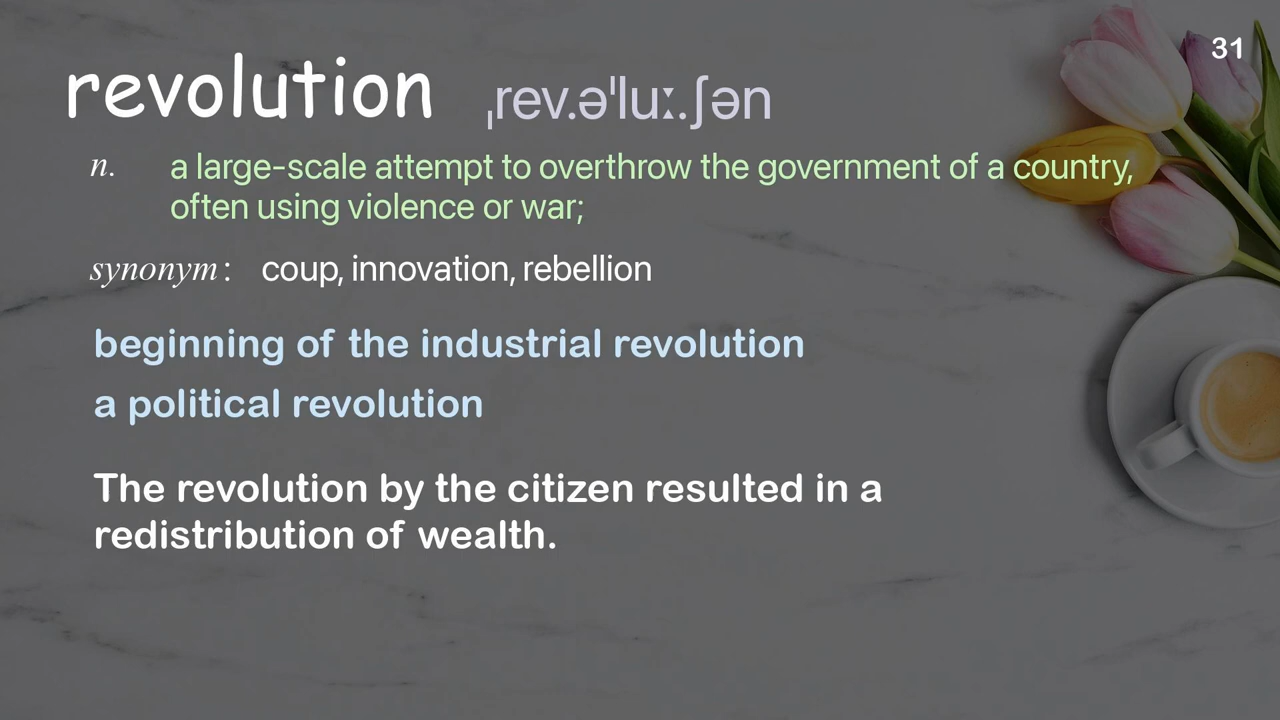 31
revolution ˌrev.əˈluː.ʃən
n. a large-scale attempt to overthrow the government of a country,
often using violence or war;
synonym: coup, innovation, rebellion
beginning of the industrial revolution
a political revolution
The revolution by the citizen resulted in a
redistribution of wealth.